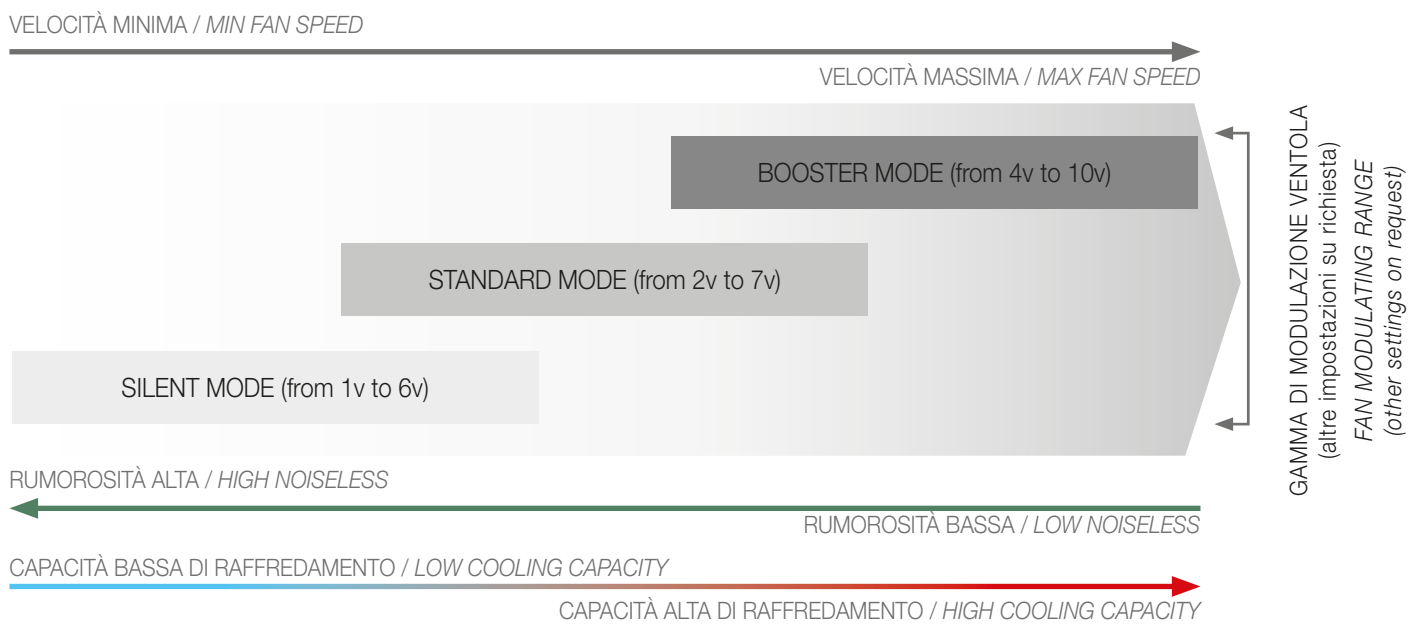 VELOCITÀ MINIMA / MIN FAN SPEED
VELOCITÀ MASSIMA / MAX FAN SPEED
BOOSTER MODE (from 4v to 10v)
STANDARD MODE (from 2v to 7v)
SILENT MODE (from 1v to 6v)
GAMMA DI MODULAZIONE VENTOLA
(altre impostazioni su richiesta)
FAN MODULATING RANGE
(other settings on request)
RUMOROSITÀ ALTA / HIGH NOISELESS
RUMOROSITÀ BASSA / LOW NOISELESS
CAPACITÀ BASSA DI RAFFREDAMENTO / LOW COOLING CAPACITY
CAPACITÀ ALTA DI RAFFREDAMENTO / HIGH COOLING CAPACITY